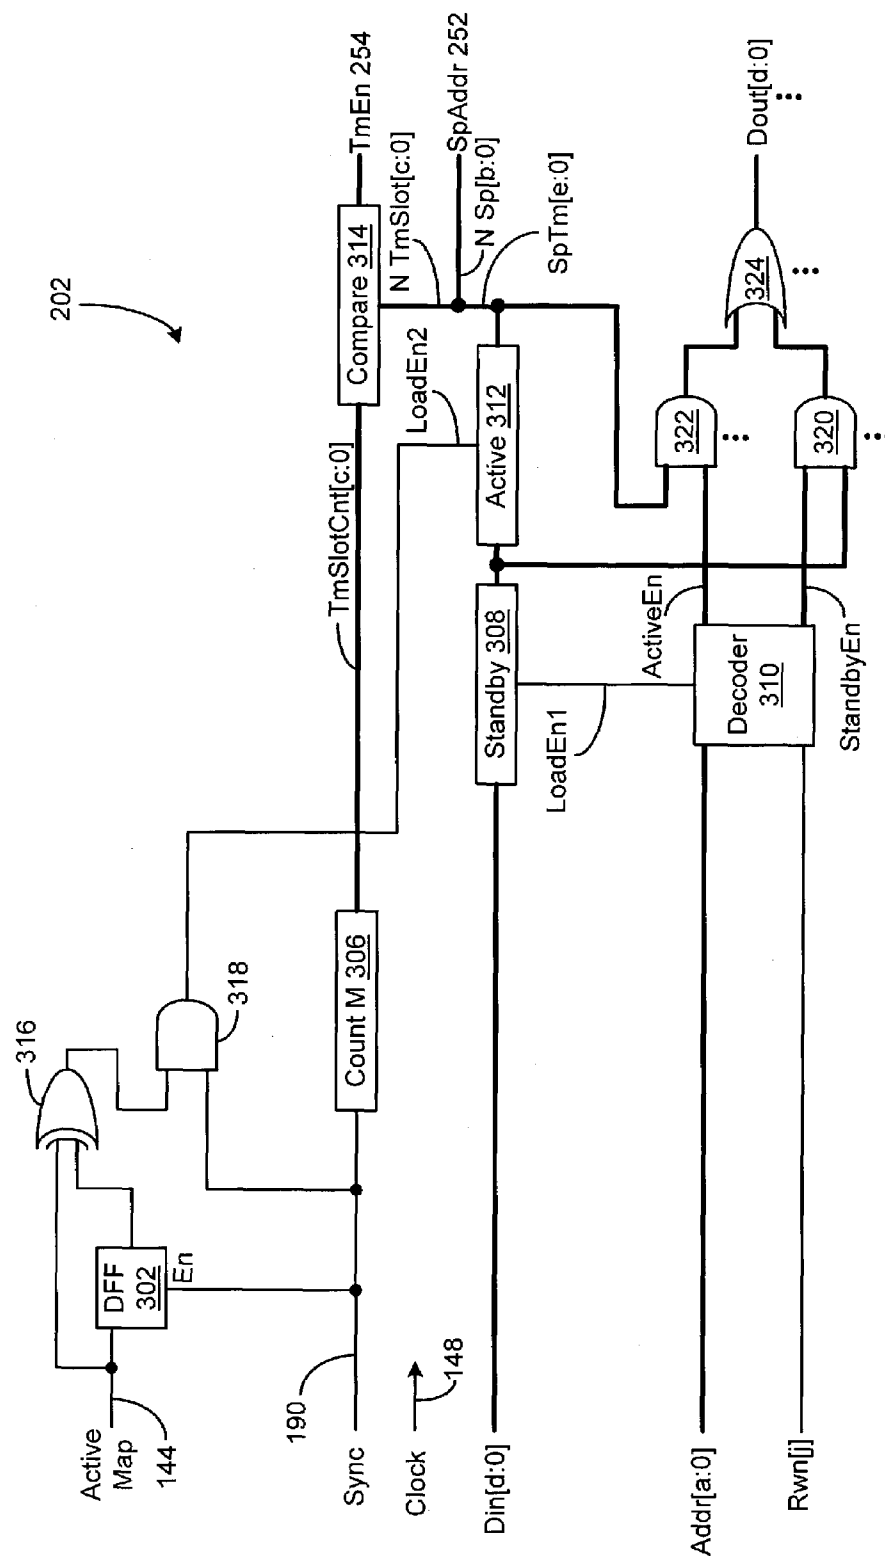 202
316
318
Active
Map
144
DFF
302
En
190
Sync
Count M 306
TmSlotCnt[c:0]
Compare 314
TmEn 254
N TmSlot[c:0]
LoadEn2
SpAddr 252
N Sp[b:0]
SpTm[e:0]
Clock
148
Din[d:0]
Standby 308
Active 312
LoadEn1
ActiveEn
Addr[a:0]
Decoder
310
StandbyEn
Rwn[j]
322
•••
320
•••
324
•••
Dout[d:0]
•••